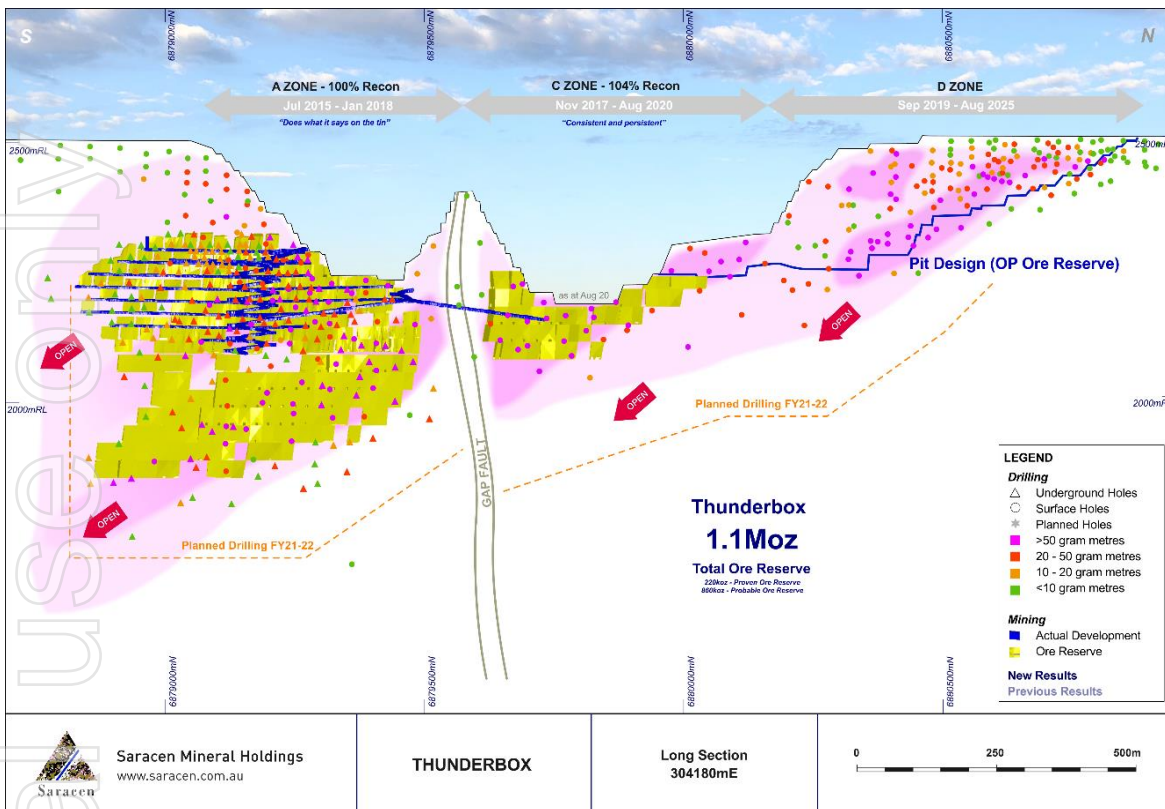 S
N
6879000mN
6879500mN
6880000mN
6880500mN
A ZONE - 100% Recon
Jul 2015 - Jan 2018
"Does what it says on the tin"
C ZONE - 104% Recon
Nov 2017 - Aug 2020
"Consistent and persistent"
D ZONE
Sep 2019 - Aug 2025
2500mRL
2500mRL
Pit Design (OP Ore Reserve)
as at Aug 20
OPEN
OPEN
OPEN
OPEN
2000mRL
2000mR
Planned Drilling FY21-22
Planned Drilling FY21-22
GAP FAULT
Thunderbox
1.1Moz
Total Ore Reserve
220koz - Proven Ore Reserve
860koz - Probable Ore Reserve
LEGEND
Drilling
Underground Holes
Surface Holes
Planned Holes
>50 gram metres
20 - 50 gram metres
10 - 20 gram metres
<10 gram metres
Mining
Actual Development
Ore Reserve
New Results
Previous Results
6879000mN
6879500mN
6880000mN
6880500mN
Saracen
Saracen Mineral Holdings
www.saracen.com.au
THUNDERBOX
Long Section
304180mE
0 250 500m
use only